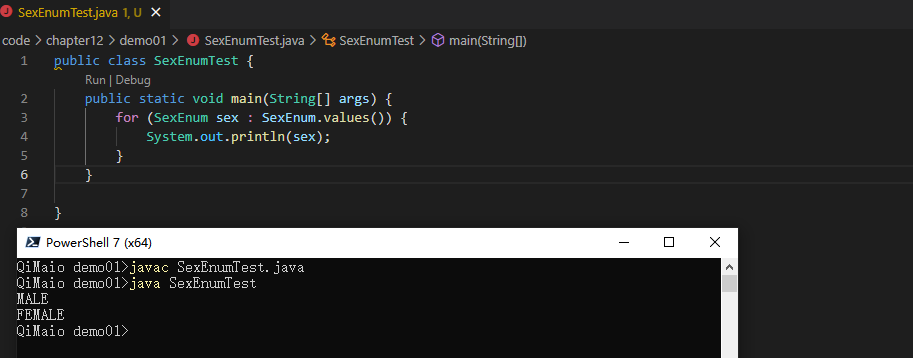 SexEnumTest.java 1, U
code > chapter12 > demo01 > SexEnumTest.java > SexEnumTest > main(String[])
1 public class SexEnumTest {
Run | Debug
2 public static void main(String[] args) {
3 for (SexEnum sex : SexEnum.values()) {
4 System.out.println(sex);
5 }
6 }
7
8 }
PowerShell 7 (x64)
QiMaio demo01>javac SexEnumTest.java
QiMaio demo01>java SexEnumTest
MALE
FEMALE
QiMaio demo01>